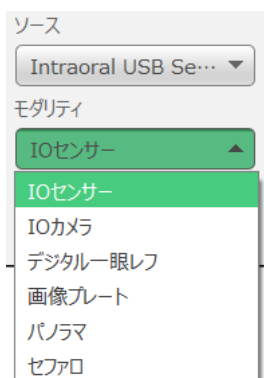 ソース
Intraoral USB Se…
モダリティ
IOセンサー
IOセンサー
IOカメラ
デジタル一眼レフ
画像プレート
パノラマ
セファロ